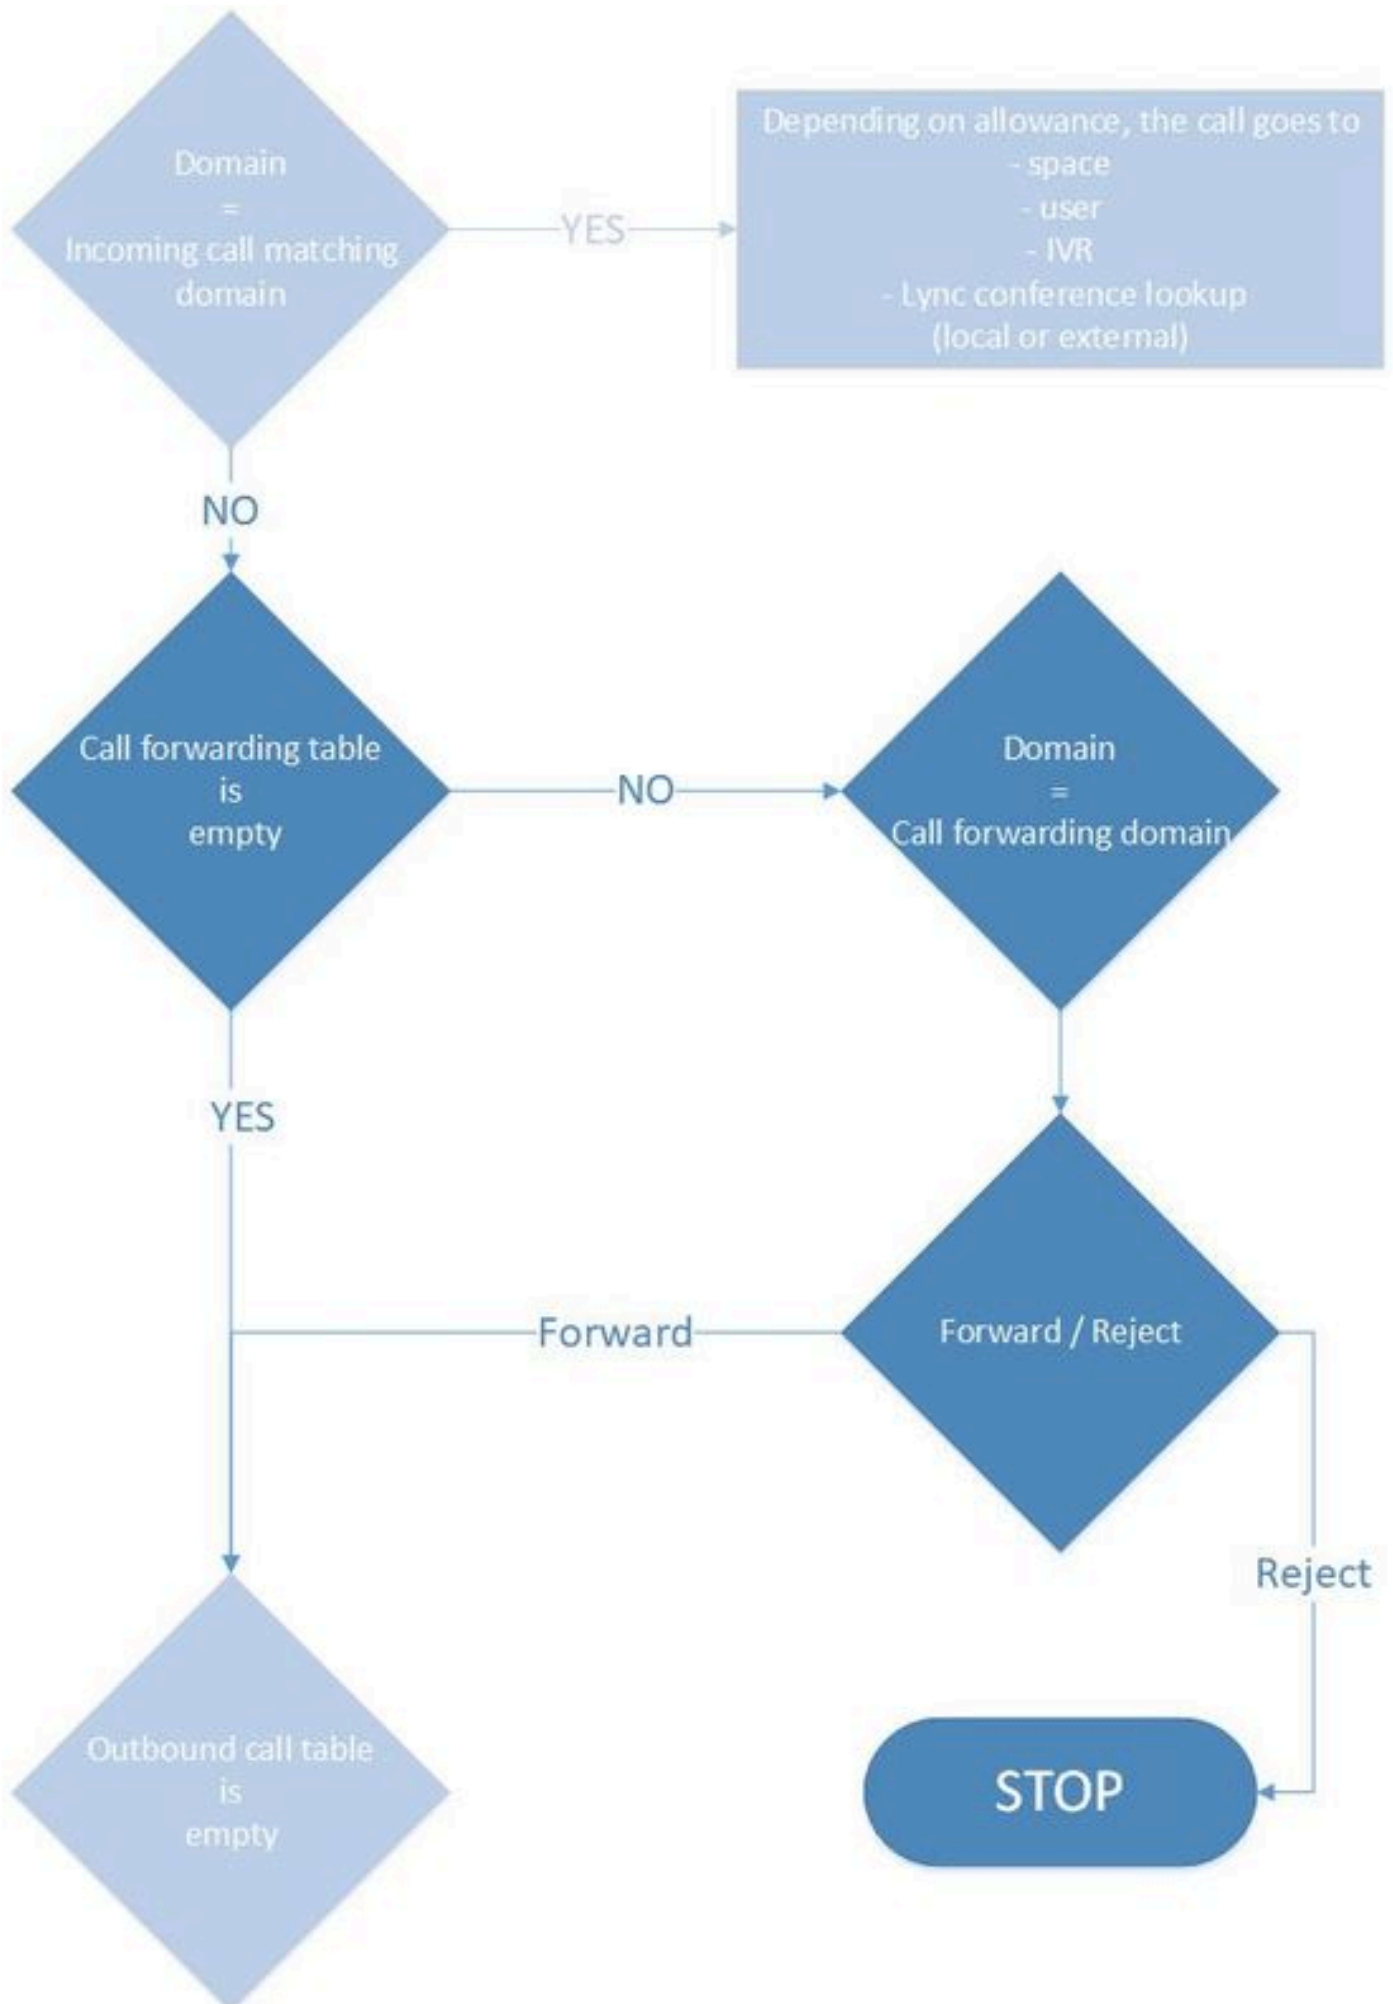 Domain
=
Incoming call matching
domain
YES
Depending on allowance, the call goes to
- space
- user
- IVR
- Lync conference lookup
(local or external)
NO
Call forwarding table
is
empty
NO
Domain
=
Call forwarding domain
YES
Forward
Forward / Reject
Reject
Outbound call table
is
empty
STOP